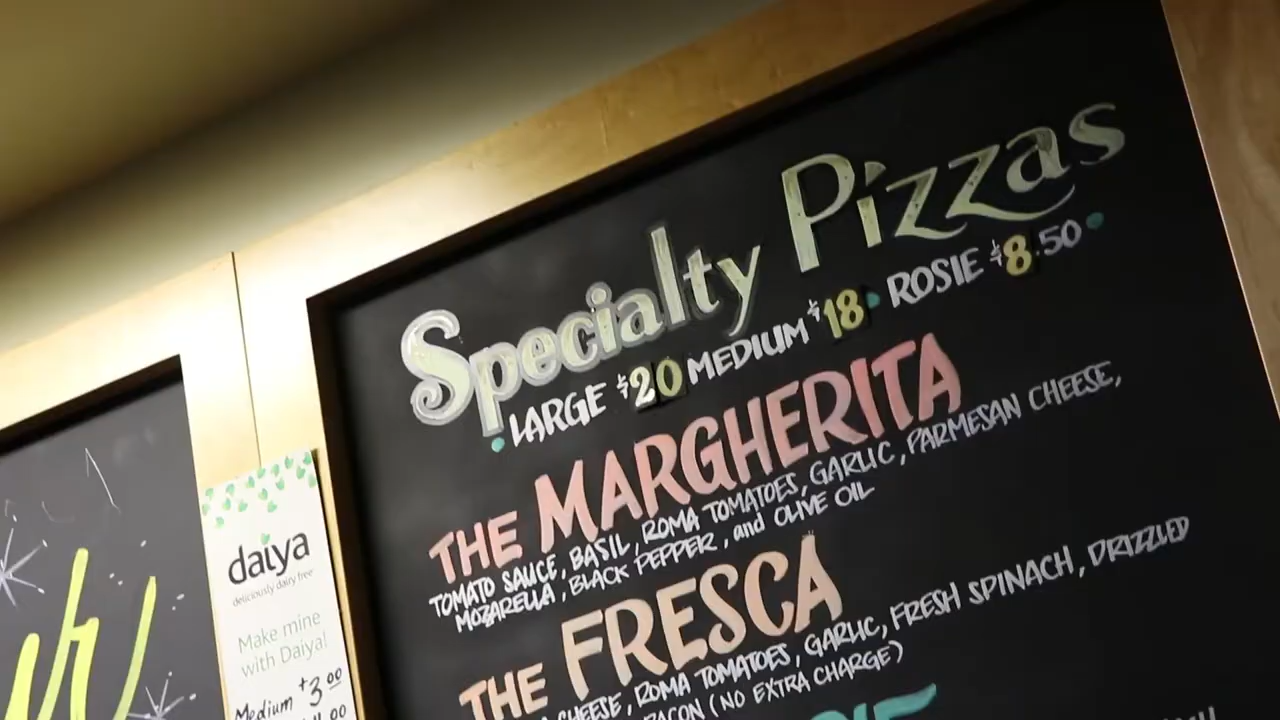 Specialty Pizzas
LARGE $20 MEDIUM $18 ROSIE $8.50
THE MARGHERITA
TOMATO SAUCE, BASIL, ROMA TOMATOES, GARLIC, PARMESAN CHEESE,
MOZARELLA, BLACK PEPPER, and OLIVE OIL
THE FRESCA
CHEESE, ROMA TOMATOES, GARLIC, FRESH SPINACH, DRIZZLED
BACON (NO EXTRA CHARGE)
daiya
deliciously dairy free
Make mine
with Daiya!
Medium +3.00